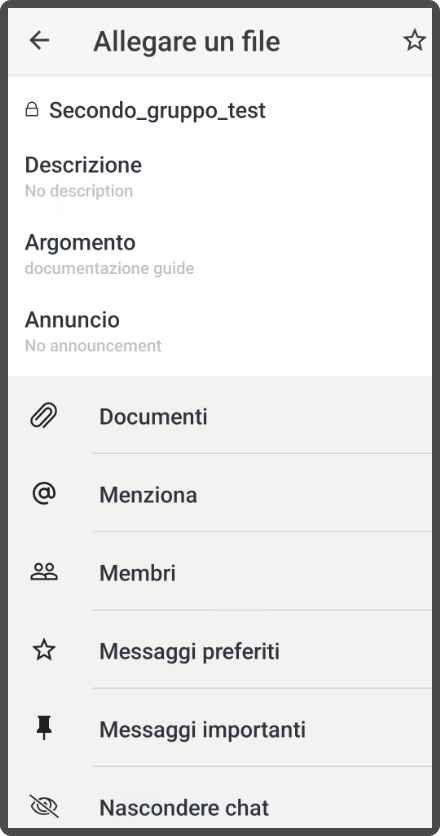 Allegare un file
Secondo_gruppo_test
Descrizione
No description
Argomento
documentazione guide
Annuncio
No announcement
Documenti
Menziona
Membri
Messaggi preferiti
Messaggi importanti
Nascondere chat